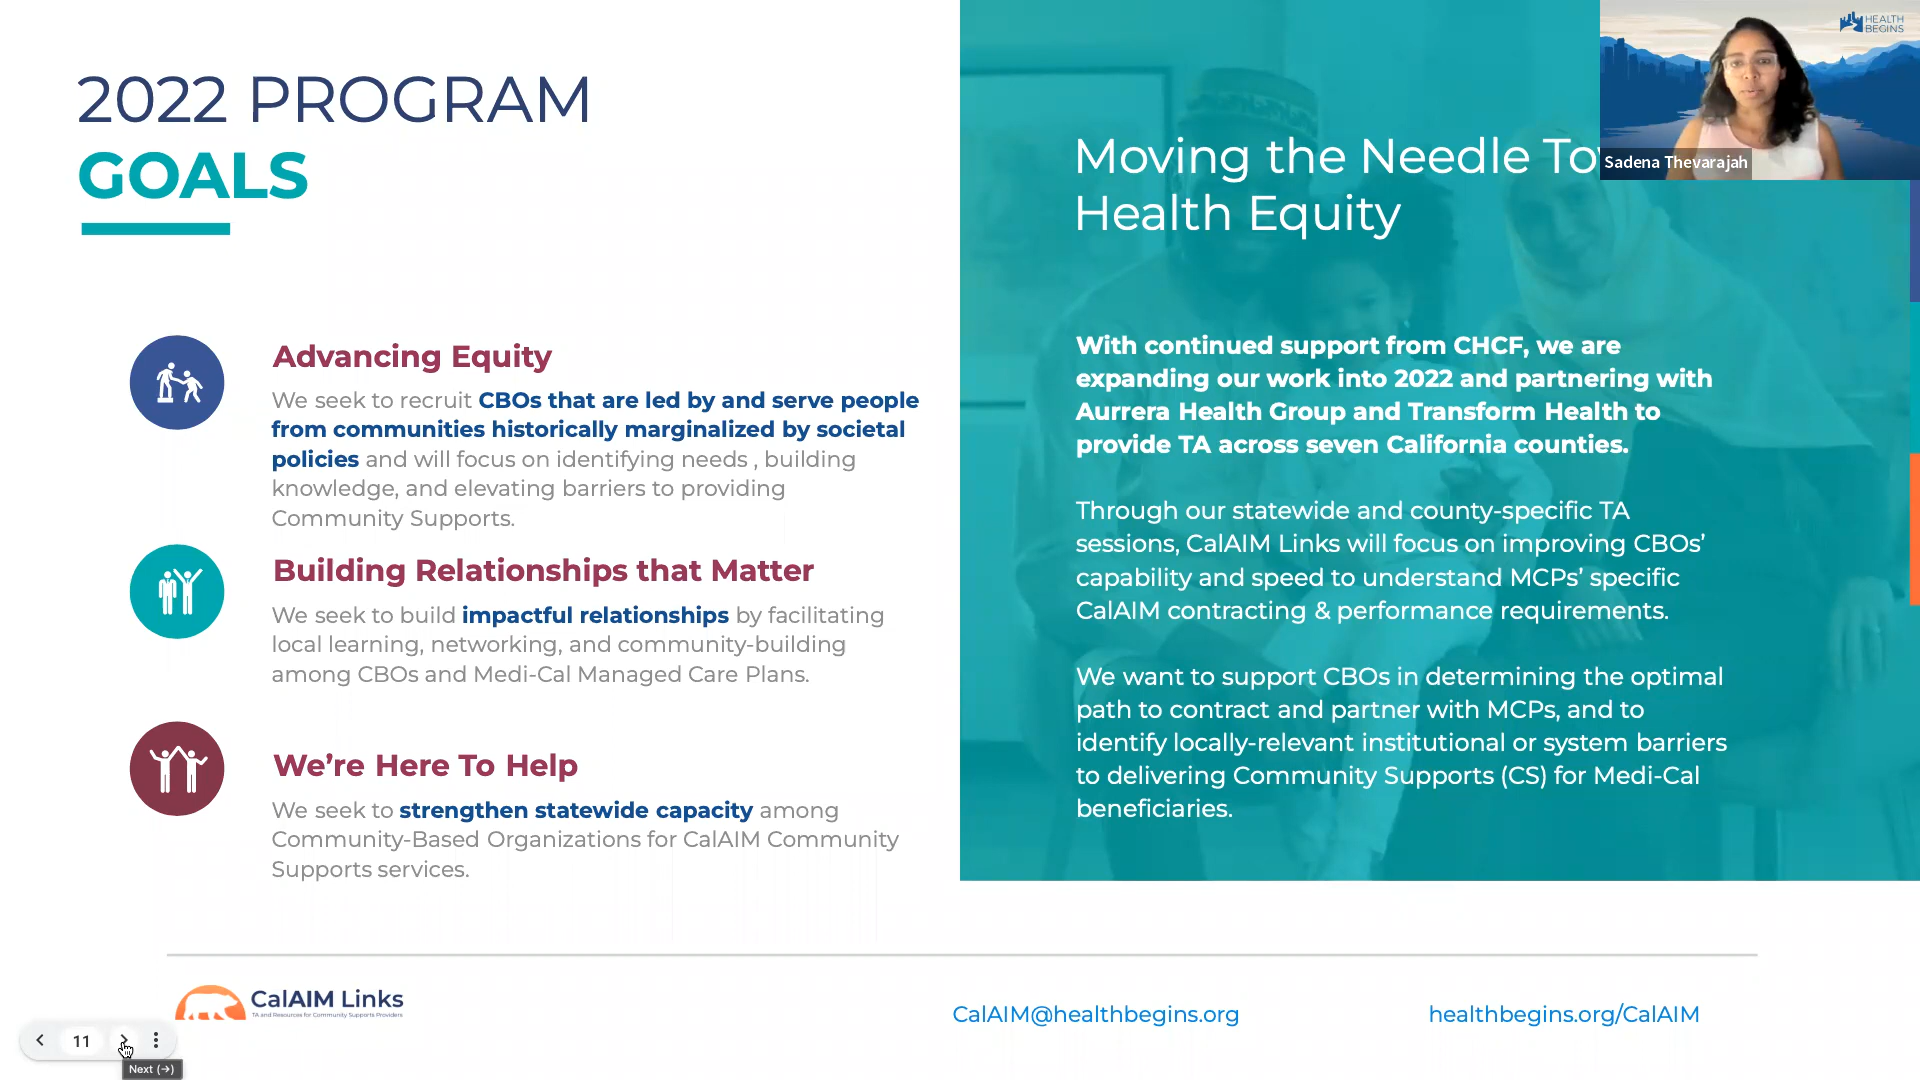 2022 PROGRAM
GOALS
Advancing Equity
We seek to recruit CBOs that are led by and serve people
from communities historically marginalized by societal
policies and will focus on identifying needs , building
knowledge, and elevating barriers to providing
Community Supports.
Building Relationships that Matter
We seek to build impactful relationships by facilitating
local learning, networking, and community-building
among CBOs and Medi-Cal Managed Care Plans.
We're Here To Help
We seek to strengthen statewide capacity among
Community-Based Organizations for CalAIM Community
Supports services.
Moving the Needle
Health Equity
With continued support from CHCF, we are
expanding our work into 2022 and partnering with
Aurrera Health Group and Transform Health to
provide TA across seven California counties.
Through our statewide and county-specific TA
sessions, CalAIM Links will focus on improving CBOs'
capability and speed to understand MCPs' specific
CalAIM contracting & performance requirements.
We want to support CBOs in determining the optimal
path to contract and partner with MCPs, and to
identify locally-relevant institutional or system barriers
to delivering Community Supports (CS) for Medi-Cal
beneficiaries.
HEALTH
BEGINS
Sadena Thevarajah
CalAIM Links
TA and Resources for Community Supports Providers
CalAIM@healthbegins.org
healthbegins.org/CalAIM
11
Next (→)